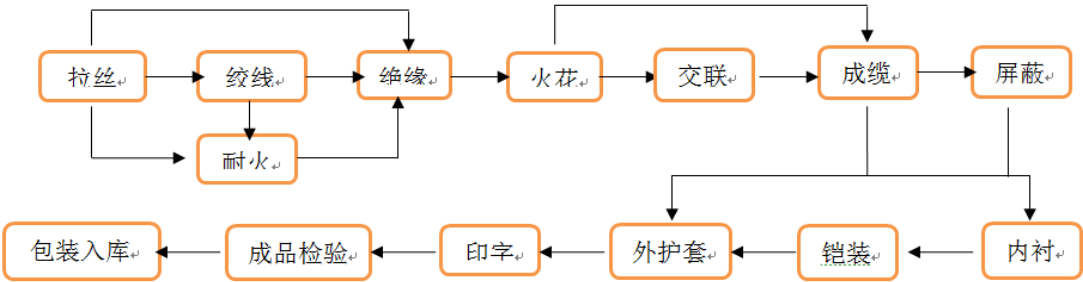 拉丝
绞线
绝缘
火花
交联
成缆
屏蔽
耐火
包装入库
成品检验
印字
外护套
铠装
内衬